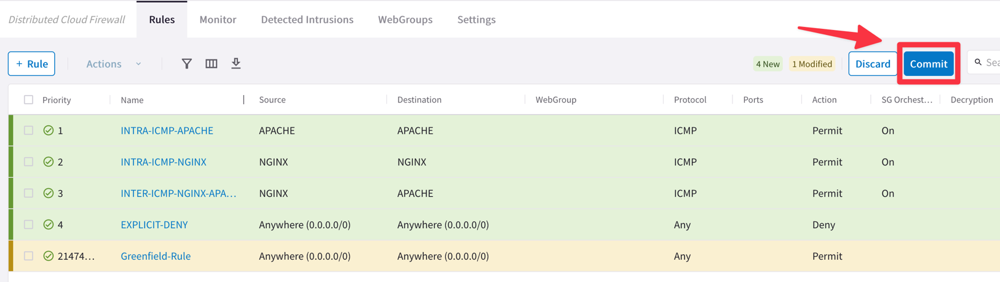 Distributed Cloud Firewall Rules Monitor Detected Intrusions WebGroups Settings
+ Rule Actions 4 New 1 Modified Discard Commit Sea
Priority Name Source Destination WebGroup Protocol Ports Action SG Orchest... Decryption
1 INTRA-ICMP-APACHE APACHE APACHE ICMP Permit On
2 INTRA-ICMP-NGINX NGINX NGINX ICMP Permit On
3 INTER-ICMP-NGINX-APA... NGINX APACHE ICMP Permit On
4 EXPLICIT-DENY Anywhere (0.0.0.0/0) Anywhere (0.0.0.0/0) Any Deny
21474... Greenfield-Rule Anywhere (0.0.0.0/0) Anywhere (0.0.0.0/0) Any Permit